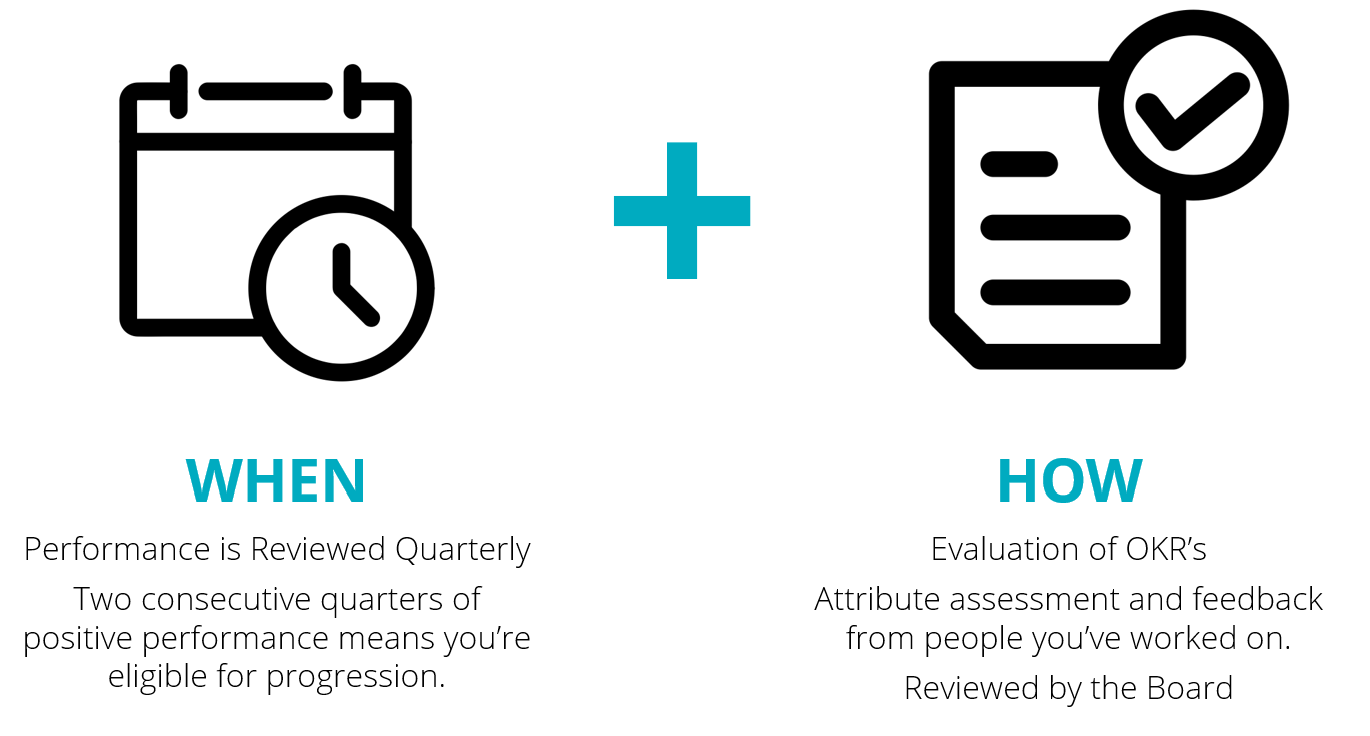 WHEN
Performance is Reviewed Quarterly
Two consecutive quarters of
positive performance means you’re
eligible for progression.
HOW
Evaluation of OKR’s
Attribute assessment and feedback
from people you’ve worked on.
Reviewed by the Board